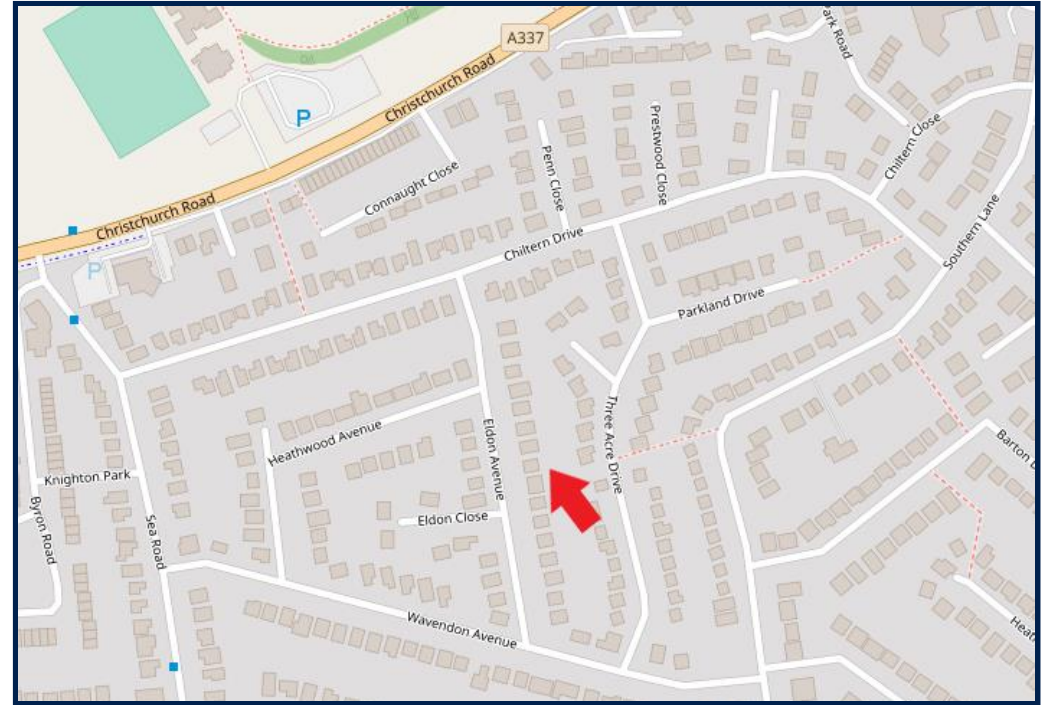 A337
Park Road
Christchurch Road
P
Prestwood Close
Chiltern Close
Penn Close
Connaught Close
Southern Lane
Christchurch Road
Chiltern Drive
P
Parkland Drive
Three Acre Drive
Heathwood Avenue
Eldon Avenue
Barton
Knighton Park
Byron Road
Sea Road
Eldon Close
Wavendon Avenue
Heat